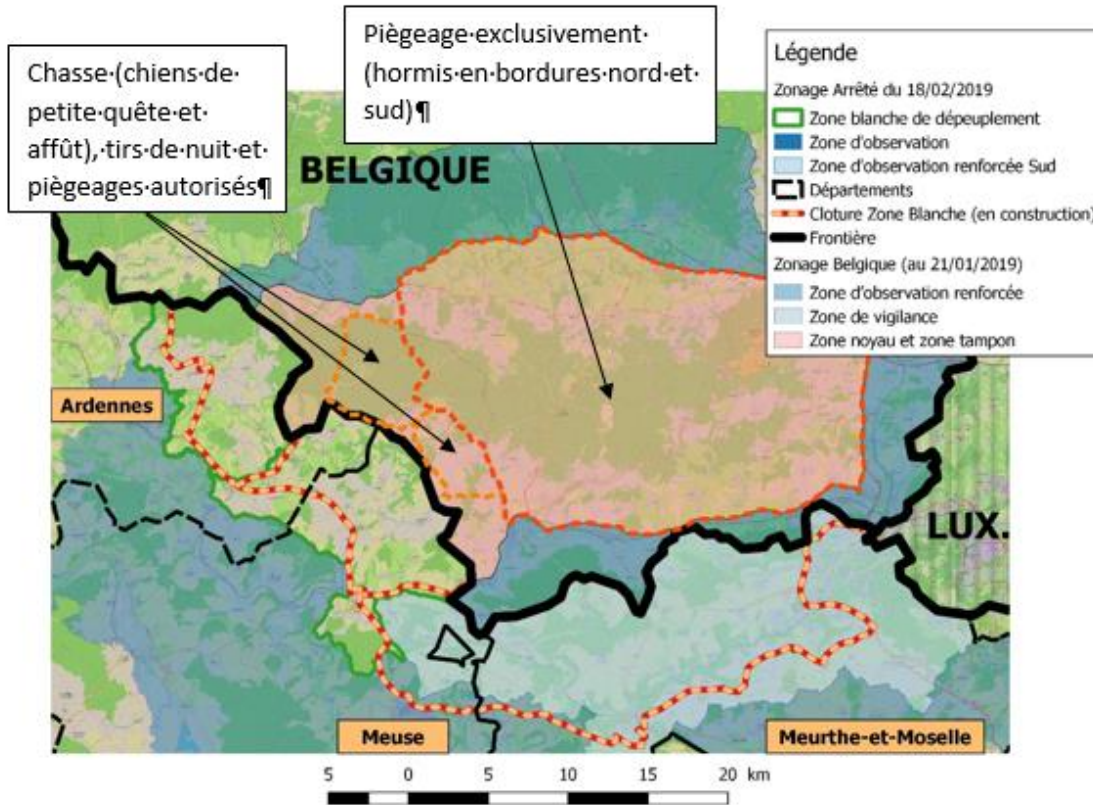 Chasse·(chiens·de·
petite·quête·et·
affût),·tirs·de·nuit·et·
piégeages·autorisés¶
Piègeage·exclusivement·
(hormis·en·bordures·nord·et·
sud)¶
Légende
Zonage Arrêté du 18/02/2019
Zone blanche de dépeuplement
Zone d'observation
Zone d'observation renforcée Sud
Départements
Cloture Zone Blanche (en construction)
Frontière
Zonage Belgique (au 21/01/2019)
Zone d'observation renforcée
Zone de vigilance
Zone noyau et zone tampon
BELGIQUE
Ardennes
LUX.
Meuse
Meurthe-et-Moselle
5 0 5 10 15 20 km